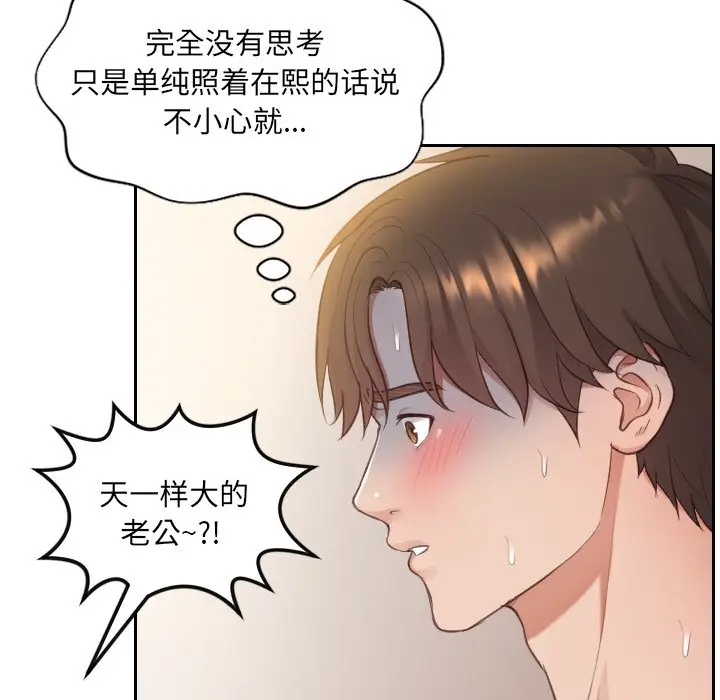 完全没有思考
只是单纯照着在熙的话说
不小心就...
天一样大的
老公~?!